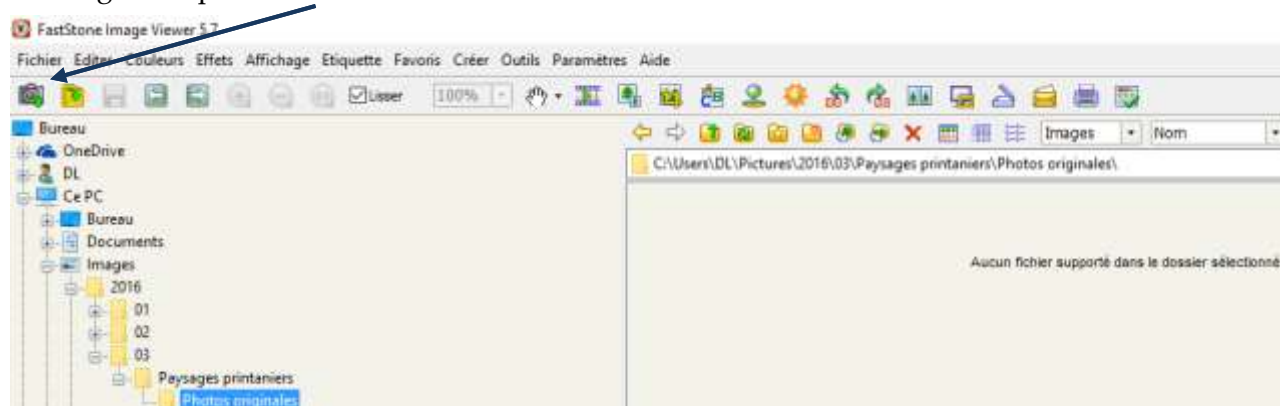 FastStone Image Viewer 5.7
Fichier Editer Couleurs Effets Affichage Etiquette Favoris Créer Outils Paramètres Aide
Lisser 100%
Bureau
OneDrive
DL
Ce PC
Bureau
Documents
Images
2016
01
02
03
Paysages printaniers
Photos originales
Images Nom
C:\Users\DL\Pictures\2016\03\Paysages printaniers\Photos originales\
Aucun fichier supporté dans le dossier sélectionné